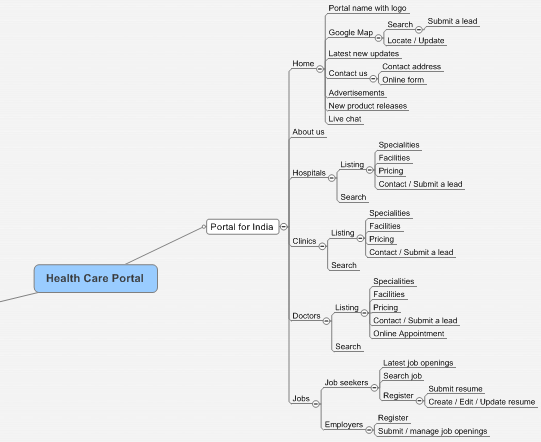 Portal name with logo
Google Map
Search
Submit a lead
Locate / Update
Latest new updates
Home
Contact us
Contact address
Online form
Advertisements
New product releases
Live chat
About us
Hospitals
Listing
Specialities
Facilities
Pricing
Contact / Submit a lead
Search
Portal for India
Clinics
Listing
Specialities
Facilities
Pricing
Contact / Submit a lead
Search
Health Care Portal
Doctors
Listing
Specialities
Facilities
Pricing
Contact / Submit a lead
Online Appointment
Search
Jobs
Job seekers
Latest job openings
Search job
Register
Submit resume
Create / Edit / Update resume
Employers
Register
Submit / manage job openings